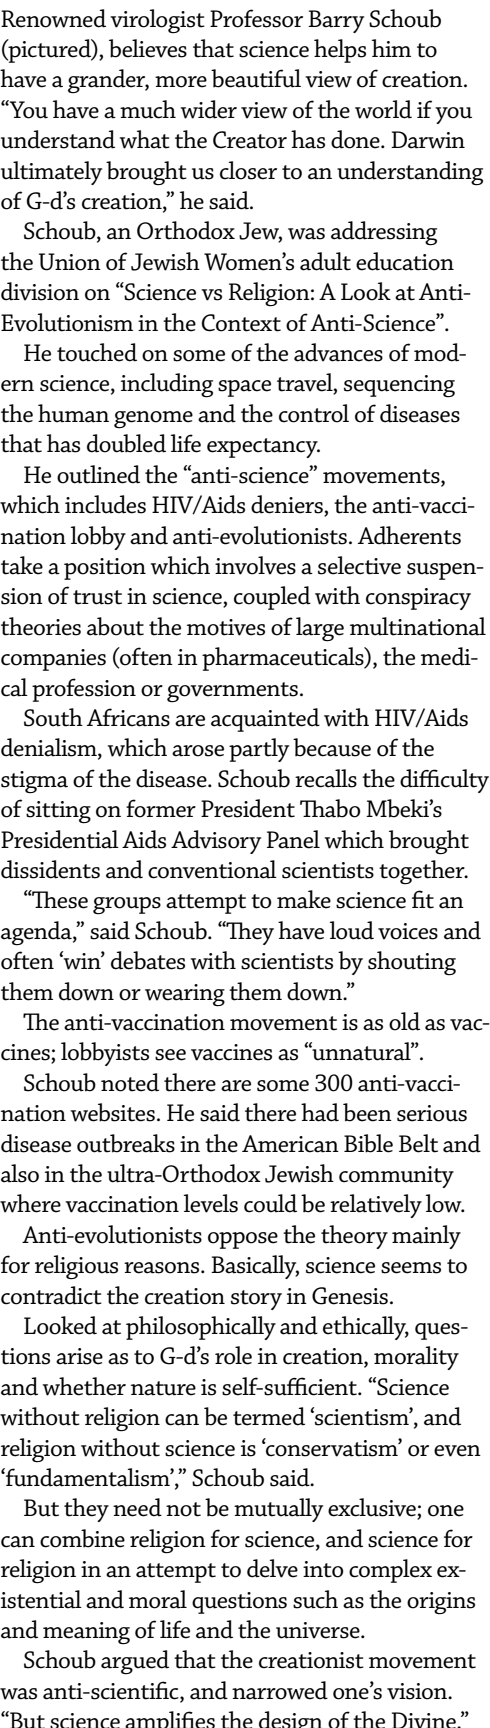 Renowned virologist Professor Barry Schoub
(pictured), believes that science helps him to
have a grander, more beautiful view of creation.
“You have a much wider view of the world if you
understand what the Creator has done. Darwin
ultimately brought us closer to an understanding
of G-d’s creation,” he said.
Schoub, an Orthodox Jew, was addressing
the Union of Jewish Women’s adult education
division on “Science vs Religion: A Look at Anti-
Evolutionism in the Context of Anti-Science”.
He touched on some of the advances of mod-
ern science, including space travel, sequencing
the human genome and the control of diseases
that has doubled life expectancy.
He outlined the “anti-science” movements,
which includes HIV/Aids deniers, the anti-vacci-
nation lobby and anti-evolutionists. Adherents
take a position which involves a selective suspen-
sion of trust in science, coupled with conspiracy
theories about the motives of large multinational
companies (often in pharmaceuticals), the medi-
cal profession or governments.
South Africans are acquainted with HIV/Aids
denialism, which arose partly because of the
stigma of the disease. Schoub recalls the difficulty
of sitting on former President Thabo Mbeki’s
Presidential Aids Advisory Panel which brought
dissidents and conventional scientists together.
“These groups attempt to make science fit an
agenda,” said Schoub. “They have loud voices and
often ‘win’ debates with scientists by shouting
them down or wearing them down.”
The anti-vaccination movement is as old as vac-
cines; lobbyists see vaccines as “unnatural”.
Schoub noted there are some 300 anti-vacci-
nation websites. He said there had been serious
disease outbreaks in the American Bible Belt and
also in the ultra-Orthodox Jewish community
where vaccination levels could be relatively low.
Anti-evolutionists oppose the theory mainly
for religious reasons. Basically, science seems to
contradict the creation story in Genesis.
Looked at philosophically and ethically, ques-
tions arise as to G-d’s role in creation, morality
and whether nature is self-sufficient. “Science
without religion can be termed ‘scientism’, and
religion without science is ‘conservatism’ or even
‘fundamentalism’,” Schoub said.
But they need not be mutually exclusive; one
can combine religion for science, and science for
religion in an attempt to delve into complex ex-
istential and moral questions such as the origins
and meaning of life and the universe.
Schoub argued that the creationist movement
was anti-scientific, and narrowed one’s vision.
“But science amplifies the design of the Divine.”